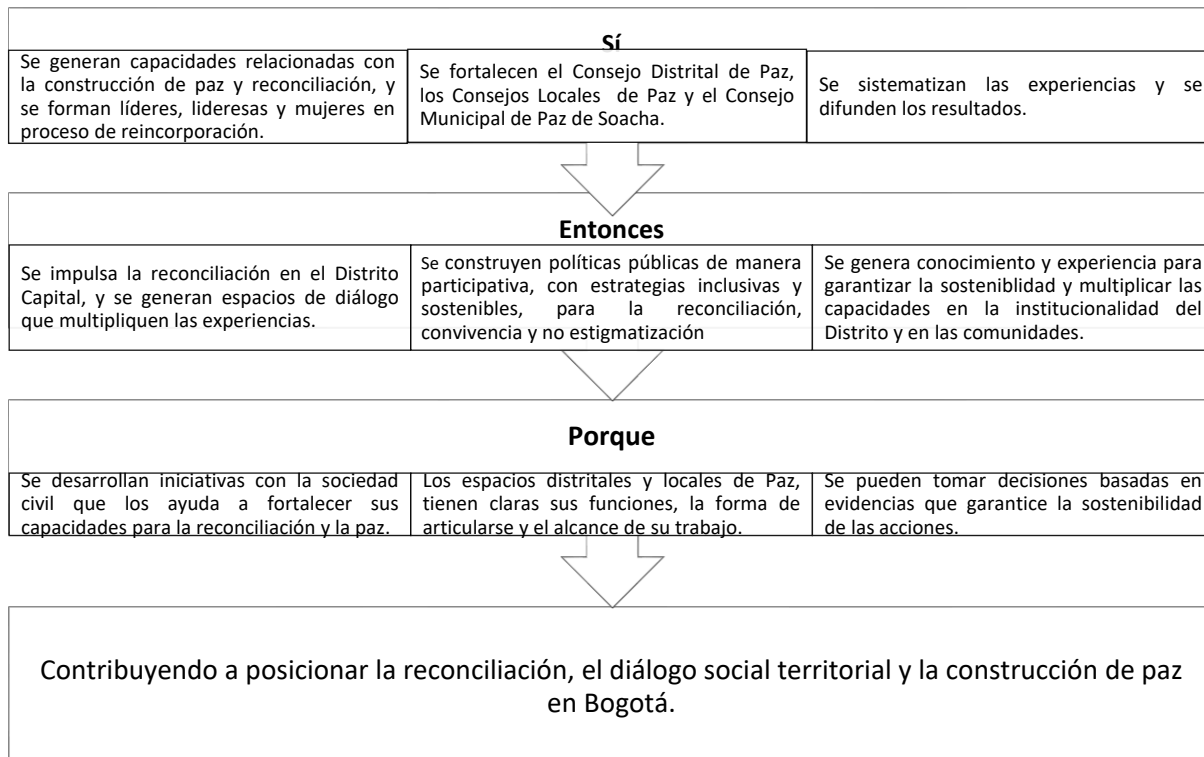 Sí
Se generan capacidades relacionadas con
la construcción de paz y reconciliación, y
se forman líderes, lideresas y mujeres en
proceso de reincorporación.
Se fortalecen el Consejo Distrital de Paz,
los Consejos Locales de Paz y el Consejo
Municipal de Paz de Soacha.
Se sistematizan las experiencias y se
difunden los resultados.
Entonces
Se impulsa la reconciliación en el Distrito
Capital, y se generan espacios de diálogo
que multipliquen las experiencias.
Se construyen políticas públicas de manera
participativa, con estrategias inclusivas y
sostenibles, para la reconciliación,
convivencia y no estigmatización
Se genera conocimiento y experiencia para
garantizar la sosteniblidad y multiplicar las
capacidades en la institucionalidad del
Distrito y en las comunidades.
Porque
Se desarrollan iniciativas con la sociedad
civil que los ayuda a fortalecer sus
capacidades para la reconciliación y la paz.
Los espacios distritales y locales de Paz,
tienen claras sus funciones, la forma de
articularse y el alcance de su trabajo.
Se pueden tomar decisiones basadas en
evidencias que garantice la sostenibilidad
de las acciones.
Contribuyendo a posicionar la reconciliación, el diálogo social territorial y la construcción de paz
en Bogotá.